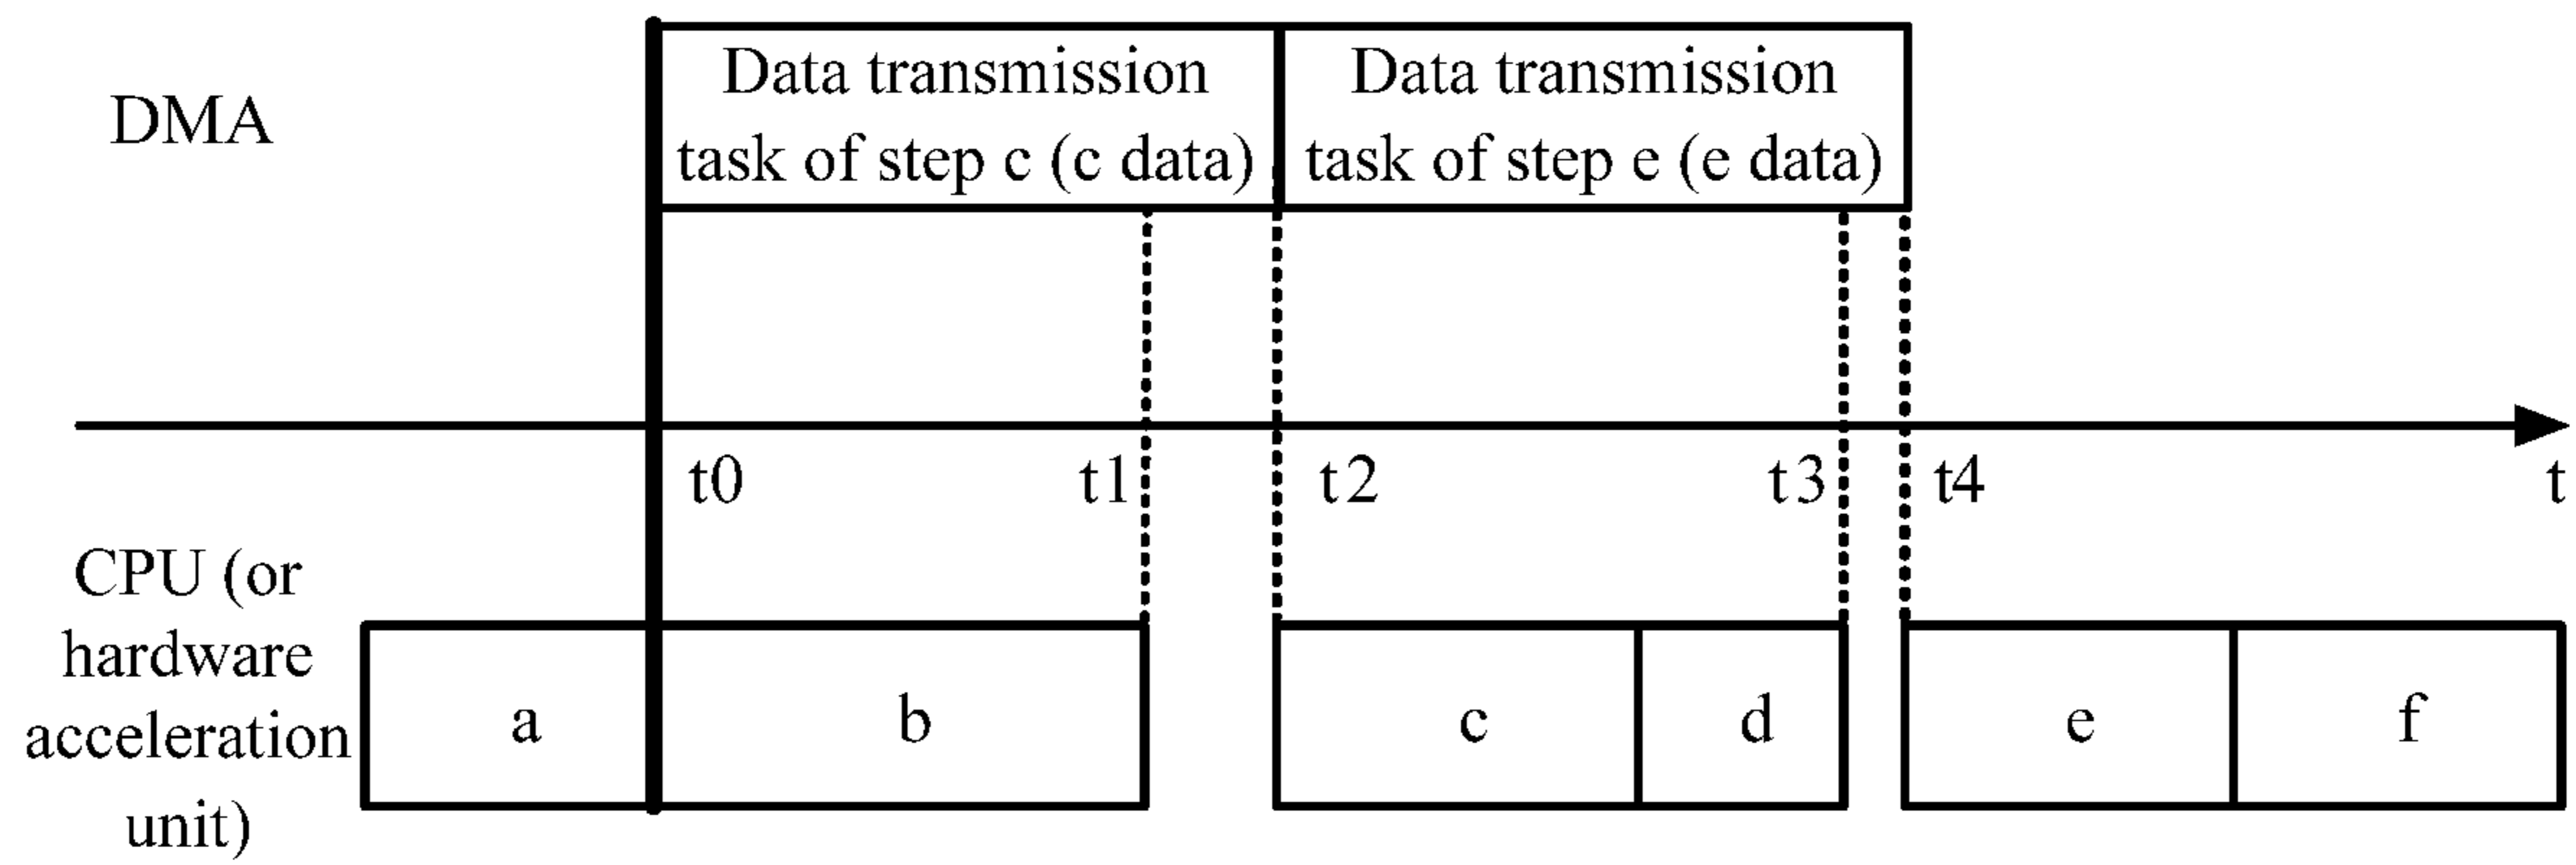 Data transmission
task of step c (c data)
Data transmission
task of step e (e data)
DMA
t0
t1
t2
t3
t4
t
CPU (or
hardware
acceleration
unit)
a
b
c
d
e
f